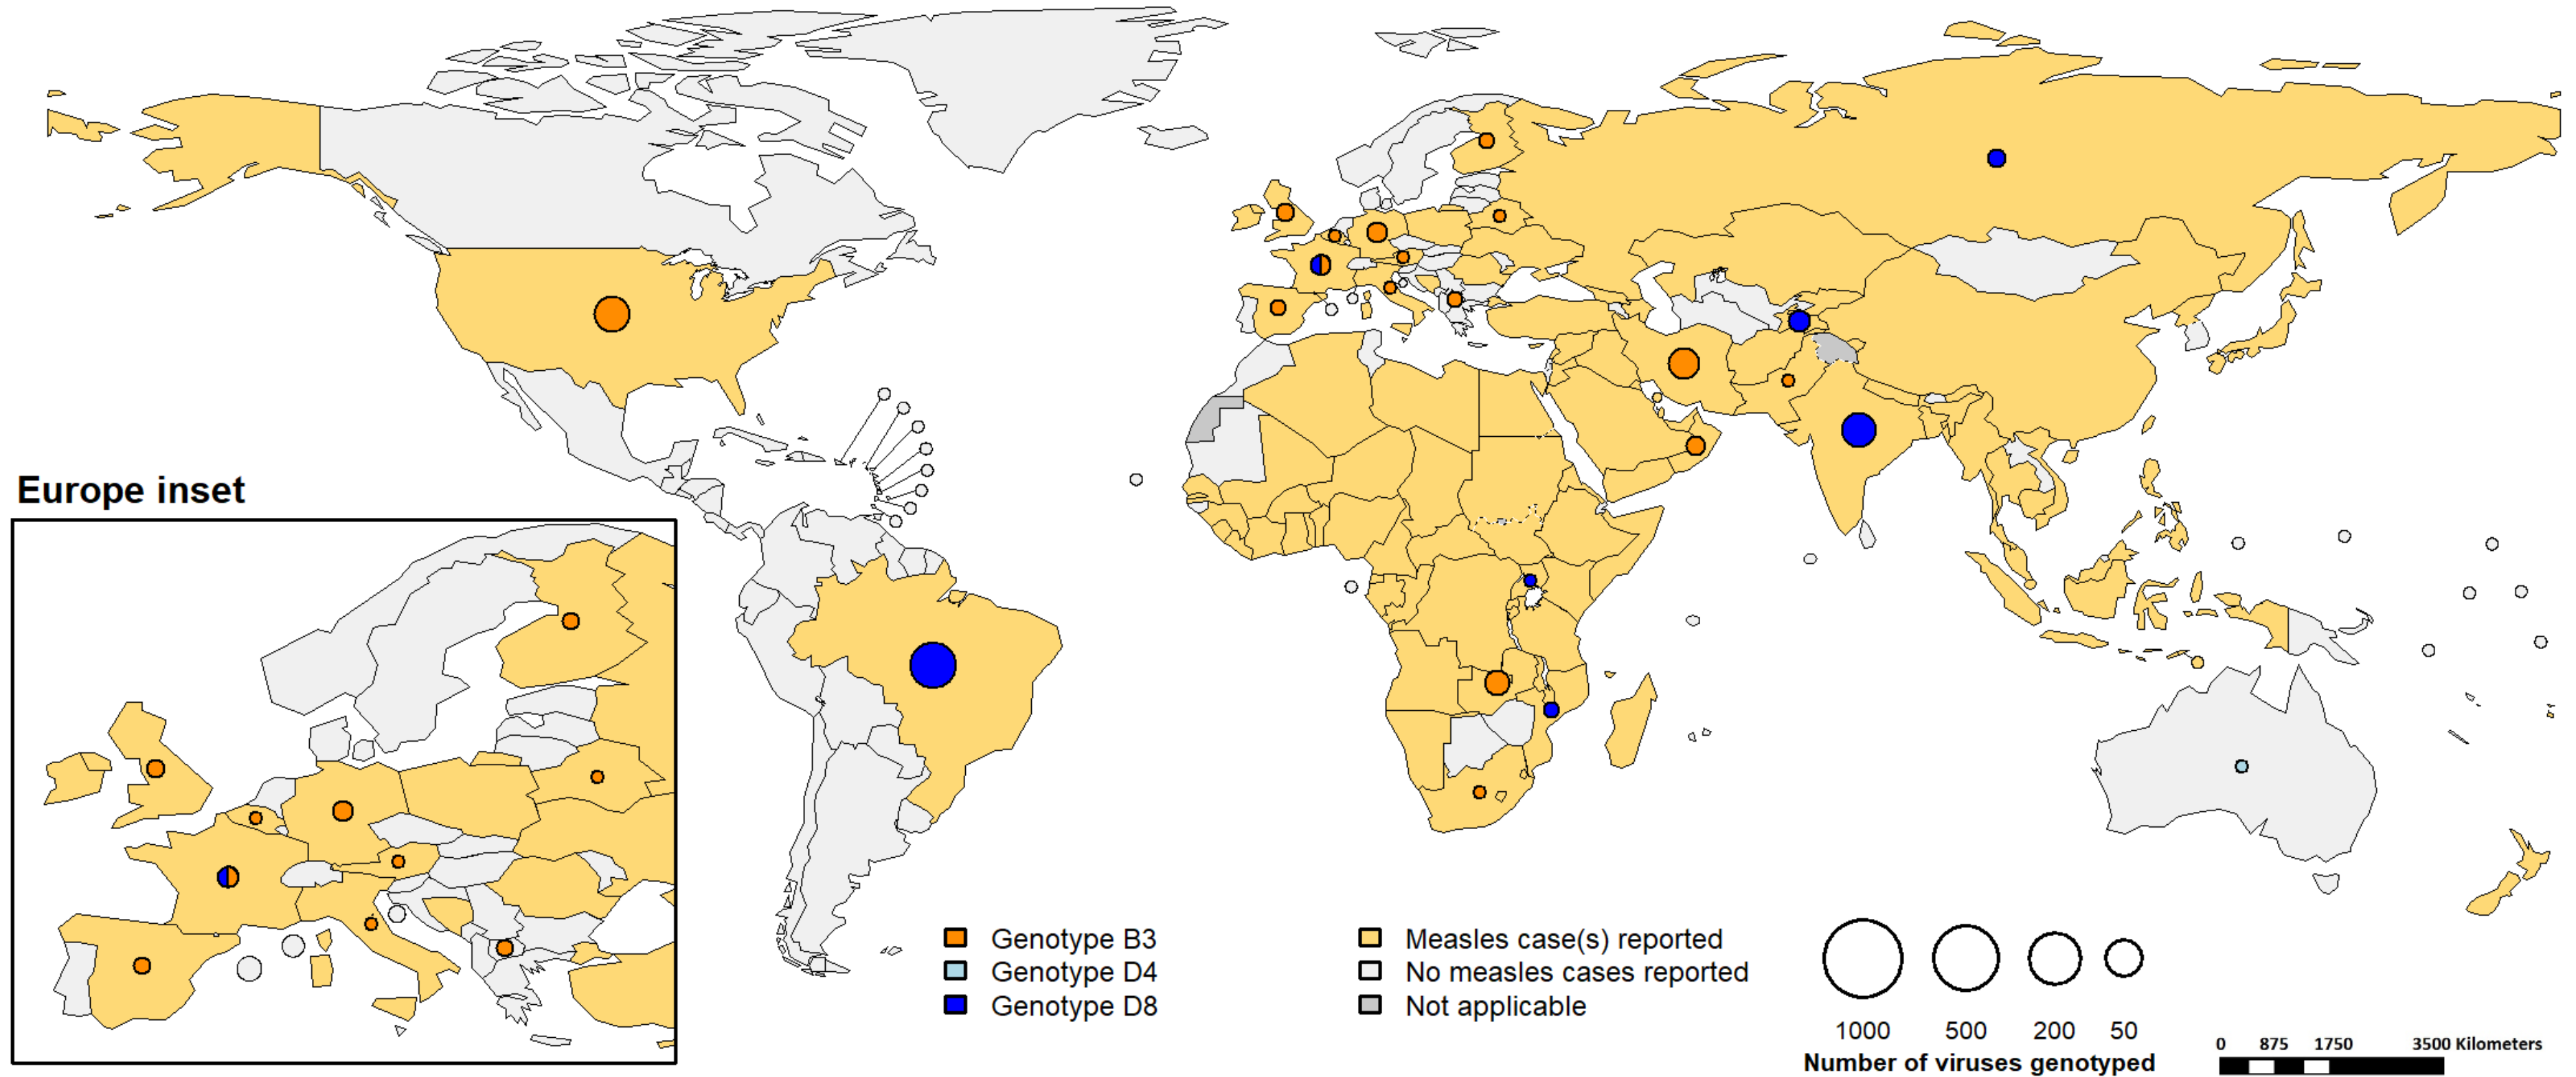 Europe inset
Genotype B3
Genotype D4
Genotype D8
Measles case(s) reported
No measles cases reported
Not applicable
1000 500 200 50
Number of viruses genotyped
0 875 1750 3500 Kilometers